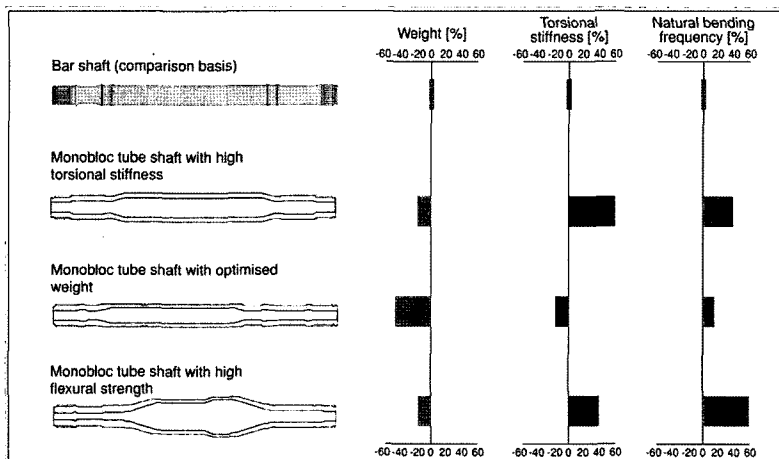 Weight [%]
Torsional
stiffness [%]
Natural bending
frequency [%]
-60-40-20 0 20 40 60
-60-40-20 0 20 40 60
-60-40-20 0 20 40 60
Bar shaft (comparison basis)
Monobloc tube shaft with high
torsional stiffness
Monobloc tube shaft with optimised
weight
Monobloc tube shaft with high
flexural strength
-60-40-20 0 20 40 60
-60-40-20 0 20 40 60
-60-40-20 0 20 40 60